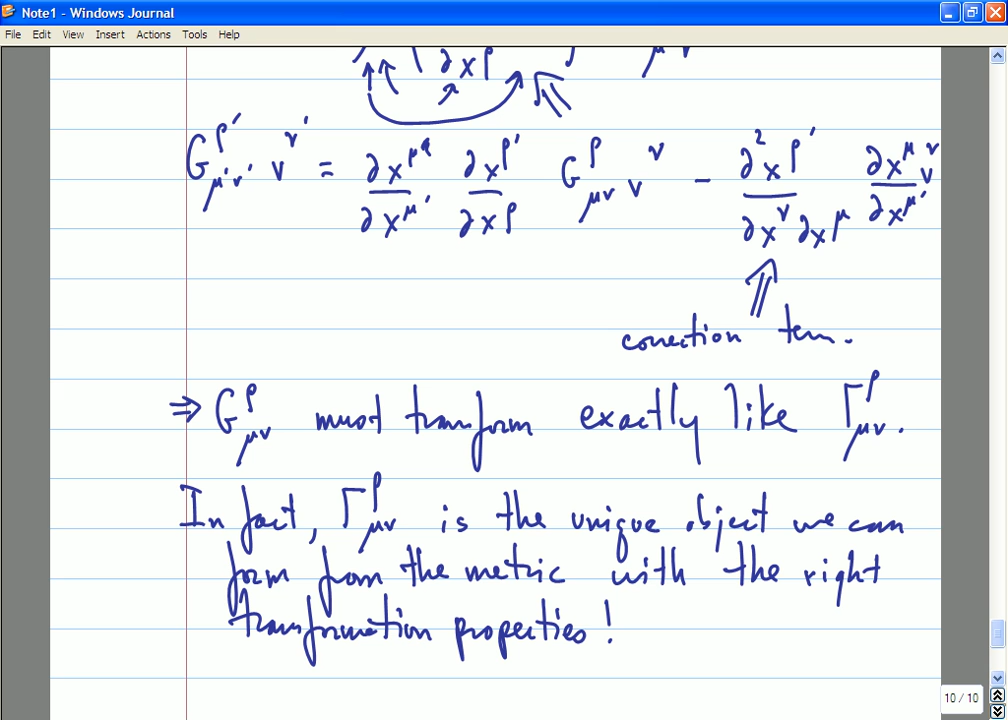 Note1 - Windows Journal
File Edit View Insert Actions Tools Help
∂xρ μν
G^ρ'_μ'ν' v^ν' = ∂x^μ/∂x^μ' ∂x^ρ'/∂x^ρ G^ρ_μν v^ν - ∂²x^ρ'/∂x^ν∂x^μ ∂x^μ/∂x^μ' v^ν
correction term.
⇒ G^ρ_μν must transform exactly like Γ^ρ_μν.
In fact, Γ^ρ_μν is the unique object we can
form from the metric with the right
transformation properties!
10 / 10